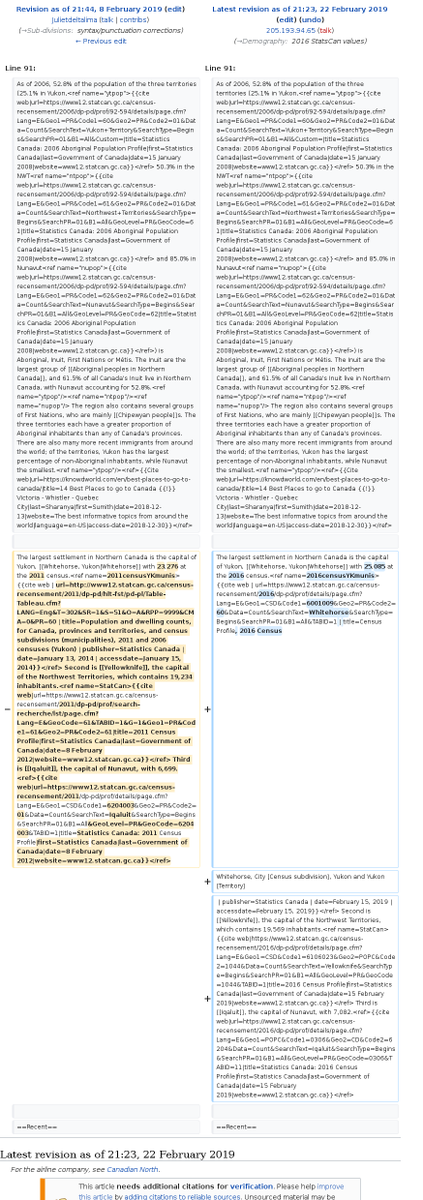 Revision as of 21:44, 8 February 2019 (edit)
Julietdeltalima (talk | contribs)
(→Sub-divisions: syntax/punctuation corrections)
← Previous edit
Latest revision as of 21:23, 22 February 2019
(edit) (undo)
205.193.94.65 (talk)
(→Demography: 2016 StatsCan values)
Line 91:
As of 2006, 52.8% of the population of the three territories
(25.1% in Yukon,<ref name="ytpop">{{cite
web|url=https://www12.statcan.gc.ca/census-
recensement/2006/dp-pd/prof/92-594/details/page.cfm?
Lang=E&Geo1=PR&Code1=60&Geo2=PR&Code2=01&Dat
a=Count&SearchText=Yukon+Territory&SearchType=Begin
s&SearchPR=01&B1=All&Custom=|title=Statistics
Canada: 2006 Aboriginal Population Profile|first=Statistics
Canada|last=Government of Canada|date=15 January
2008|website=www12.statcan.gc.ca}}</ref> 50.3% in the
NWT<ref name="ntpop">{{cite
web|url=https://www12.statcan.gc.ca/census-
recensement/2006/dp-pd/prof/92-594/details/page.cfm?
Lang=E&Geo1=PR&Code1=61&Geo2=PR&Code2=01&Dat
a=Count&SearchText=Northwest+Territories&SearchType=
Begins&SearchPR=01&B1=All&GeoLevel=PR&GeoCode=6
1|title=Statistics Canada: 2006 Aboriginal Population
Profile|first=Statistics Canada|last=Government of
Canada|date=15 January
2008|website=www12.statcan.gc.ca}}</ref> and 85.0% in
Nunavut<ref name="nupop">{{cite
web|url=https://www12.statcan.gc.ca/census-
recensement/2006/dp-pd/prof/92-594/details/page.cfm?
Lang=E&Geo1=PR&Code1=62&Geo2=PR&Code2=01&Dat
a=Count&SearchText=Nunavut&SearchType=Begins&Sear
chPR=01&B1=All&GeoLevel=PR&GeoCode=62|title=Statist
ics Canada: 2006 Aboriginal Population
Profile|first=Statistics Canada|last=Government of
Canada|date=15 January
2008|website=www12.statcan.gc.ca}}</ref>) is
Aboriginal, Inuit, First Nations or Métis. The Inuit are the
largest group of [[Aboriginal peoples in Northern
Canada]], and 61.5% of all Canada's Inuit live in Northern
Canada, with Nunavut accounting for 52.8%.<ref
name="ytpop"/><ref name="ntpop"/><ref
name="nupop"/> The region also contains several groups
of First Nations, who are mainly [[Chipewyan people]]s. The
three territories each have a greater proportion of
Aboriginal inhabitants than any of Canada's provinces.
There are also many more recent immigrants from around
the world; of the territories, Yukon has the largest
percentage of non-Aboriginal inhabitants, while Nunavut
the smallest.<ref name="ytpop"/><ref>{{Cite
web|url=https://knowdworld.com/en/best-places-to-go-to-
canada/|title=14 Best Places to go to Canada {{!}}
Victoria - Whistler - Quebec
City|last=Sharanya|first=Sumith|date=2018-12-
13|website=The best informative topics from around the
world|language=en-US|access-date=2018-12-30}}</ref>
Line 91:
As of 2006, 52.8% of the population of the three
territories (25.1% in Yukon,<ref name="ytpop">{{cite
web|url=https://www12.statcan.gc.ca/census-
recensement/2006/dp-pd/prof/92-594/details/page.cfm?
Lang=E&Geo1=PR&Code1=60&Geo2=PR&Code2=01&Dat
a=Count&SearchText=Yukon+Territory&SearchType=Begin
s&SearchPR=01&B1=All&Custom=|title=Statistics
Canada: 2006 Aboriginal Population Profile|first=Statistics
Canada|last=Government of Canada|date=15 January
2008|website=www12.statcan.gc.ca}}</ref> 50.3% in the
NWT<ref name="ntpop">{{cite
web|url=https://www12.statcan.gc.ca/census-
recensement/2006/dp-pd/prof/92-594/details/page.cfm?
Lang=E&Geo1=PR&Code1=61&Geo2=PR&Code2=01&Dat
a=Count&SearchText=Northwest+Territories&SearchType=
Begins&SearchPR=01&B1=All&GeoLevel=PR&GeoCode=6
1|title=Statistics Canada: 2006 Aboriginal Population
Profile|first=Statistics Canada|last=Government of
Canada|date=15 January
2008|website=www12.statcan.gc.ca}}</ref> and 85.0% in
Nunavut<ref name="nupop">{{cite
web|url=https://www12.statcan.gc.ca/census-
recensement/2006/dp-pd/prof/92-594/details/page.cfm?
Lang=E&Geo1=PR&Code1=62&Geo2=PR&Code2=01&Dat
a=Count&SearchText=Nunavut&SearchType=Begins&Sear
chPR=01&B1=All&GeoLevel=PR&GeoCode=62|title=Statis
tics Canada: 2006 Aboriginal Population
Profile|first=Statistics Canada|last=Government of
Canada|date=15 January
2008|website=www12.statcan.gc.ca}}</ref>) is
Aboriginal, Inuit, First Nations or Métis. The Inuit are the
largest group of [[Aboriginal peoples in Northern
Canada]], and 61.5% of all Canada's Inuit live in Northern
Canada, with Nunavut accounting for 52.8%.<ref
name="ytpop"/><ref name="ntpop"/><ref
name="nupop"/> The region also contains several groups
of First Nations, who are mainly [[Chipewyan people]]s. The
three territories each have a greater proportion of
Aboriginal inhabitants than any of Canada's provinces.
There are also many more recent immigrants from around
the world; of the territories, Yukon has the largest
percentage of non-Aboriginal inhabitants, while Nunavut
the smallest.<ref name="ytpop"/><ref>{{Cite
web|url=https://knowdworld.com/en/best-places-to-go-to-
canada/|title=14 Best Places to go to Canada {{!}}
Victoria - Whistler - Quebec
City|last=Sharanya|first=Sumith|date=2018-12-
13|website=The best informative topics from around the
world|language=en-US|access-date=2018-12-30}}</ref>
−
The largest settlement in Northern Canada is the capital of
Yukon, [[Whitehorse, Yukon|Whitehorse]] with 23,276 at
the 2011 census.<ref name=2011censusYKmunis>
{{cite web | url=http://www12.statcan.gc.ca/census-
recensement/2011/dp-pd/hlt-fst/pd-pl/Table-
Tableau.cfm?
LANG=Eng&T=302&SR=1&S=51&O=A&RPP=9999&CM
A=0&PR=60 | title=Population and dwelling counts,
for Canada, provinces and territories, and census
subdivisions (municipalities), 2011 and 2006
censuses (Yukon) | publisher=Statistics Canada |
date=January 13, 2014 | accessdate=January 15,
2014}}</ref> Second is [[Yellowknife]], the capital
of the Northwest Territories, which contains 19,234
inhabitants.<ref name=StatCan>{{cite
web|url=https://www12.statcan.gc.ca/census-
recensement/2011/dp-pd/prof/search-
recherche/lst/page.cfm?
Lang=E&GeoCode=61&TABID=1&G=1&Geo1=PR&Cod
e1=61&Geo2=PR&Code2=61|title=2011 Census
Profile|first=Statistics Canada|last=Government of
Canada|date=8 February
2012|website=www12.statcan.gc.ca}}</ref> Third
is [[Iqaluit]], the capital of Nunavut, with 6,699.
<ref>{{cite
web|url=https://www12.statcan.gc.ca/census-
recensement/2011/dp-pd/prof/details/page.cfm?
Lang=E&Geo1=CSD&Code1=6204003&Geo2=PR&Code2=
01&Data=Count&SearchText=Iqaluit&SearchType=Begins
&SearchPR=01&B1=All&GeoLevel=PR&GeoCode=6204
003&TABID=1|title=Statistics Canada: 2011 Census
Profile|first=Statistics Canada|last=Government of
Canada|date=8 February
2012|website=www12.statcan.gc.ca}}</ref>
+
The largest settlement in Northern Canada is the capital
of Yukon, [[Whitehorse, Yukon|Whitehorse]] with 25,085 at
the 2016 census.<ref name=2016censusYKmunis>
{{cite web | url=https://www12.statcan.gc.ca/census-
recensement/2016/dp-pd/prof/details/page.cfm?
Lang=E&Geo1=CSD&Code1=6001009&Geo2=PR&Code2=
60&Data=Count&SearchText=Whitehorse&SearchType=
Begins&SearchPR=01&B1=All&TABID=1 | title=Census
Profile, 2016 Census
+
Whitehorse, City [Census subdivision], Yukon and Yukon
[Territory]
+
| publisher=Statistics Canada | date=February 15, 2019 |
accessdate=February 15, 2019}}</ref> Second is
[[Yellowknife]], the capital of the Northwest Territories,
which contains 19,569 inhabitants.<ref name=StatCan>
{{cite web|https://www12.statcan.gc.ca/census-
recensement/2016/dp-pd/prof/details/page.cfm?
Lang=E&Geo1=CSD&Code1=6106023&Geo2=POPC&Code
2=1044&Data=Count&SearchText=Yellowknife&SearchTyp
e=Begins&SearchPR=01&B1=All&GeoLevel=PR&GeoCode
=1044&TABID=1|title=2016 Census Profile|first=Statistics
Canada|last=Government of Canada|date=15 February
2019|website=www12.statcan.gc.ca}}</ref> Third is
[[Iqaluit]], the capital of Nunavut, with 7,082.<ref>{{cite
web|url=https://www12.statcan.gc.ca/census-
recensement/2016/dp-pd/prof/details/page.cfm?
Lang=E&Geo1=POPC&Code1=0306&Geo2=CD&Code2=6
204&Data=Count&SearchText=Iqaluit&SearchType=Begins
&SearchPR=01&B1=All&GeoLevel=PR&GeoCode=0306&T
ABID=11|title=Statistics Canada: 2016 Census
Profile|first=Statistics Canada|last=Government of
Canada|date=15 February
2019|website=www12.statcan.gc.ca}}</ref>
==Recent==
==Recent==
Latest revision as of 21:23, 22 February 2019
For the airline company, see Canadian North.
This article needs additional citations for verification. Please help improve
this article by adding citations to reliable sources. Unsourced material may be